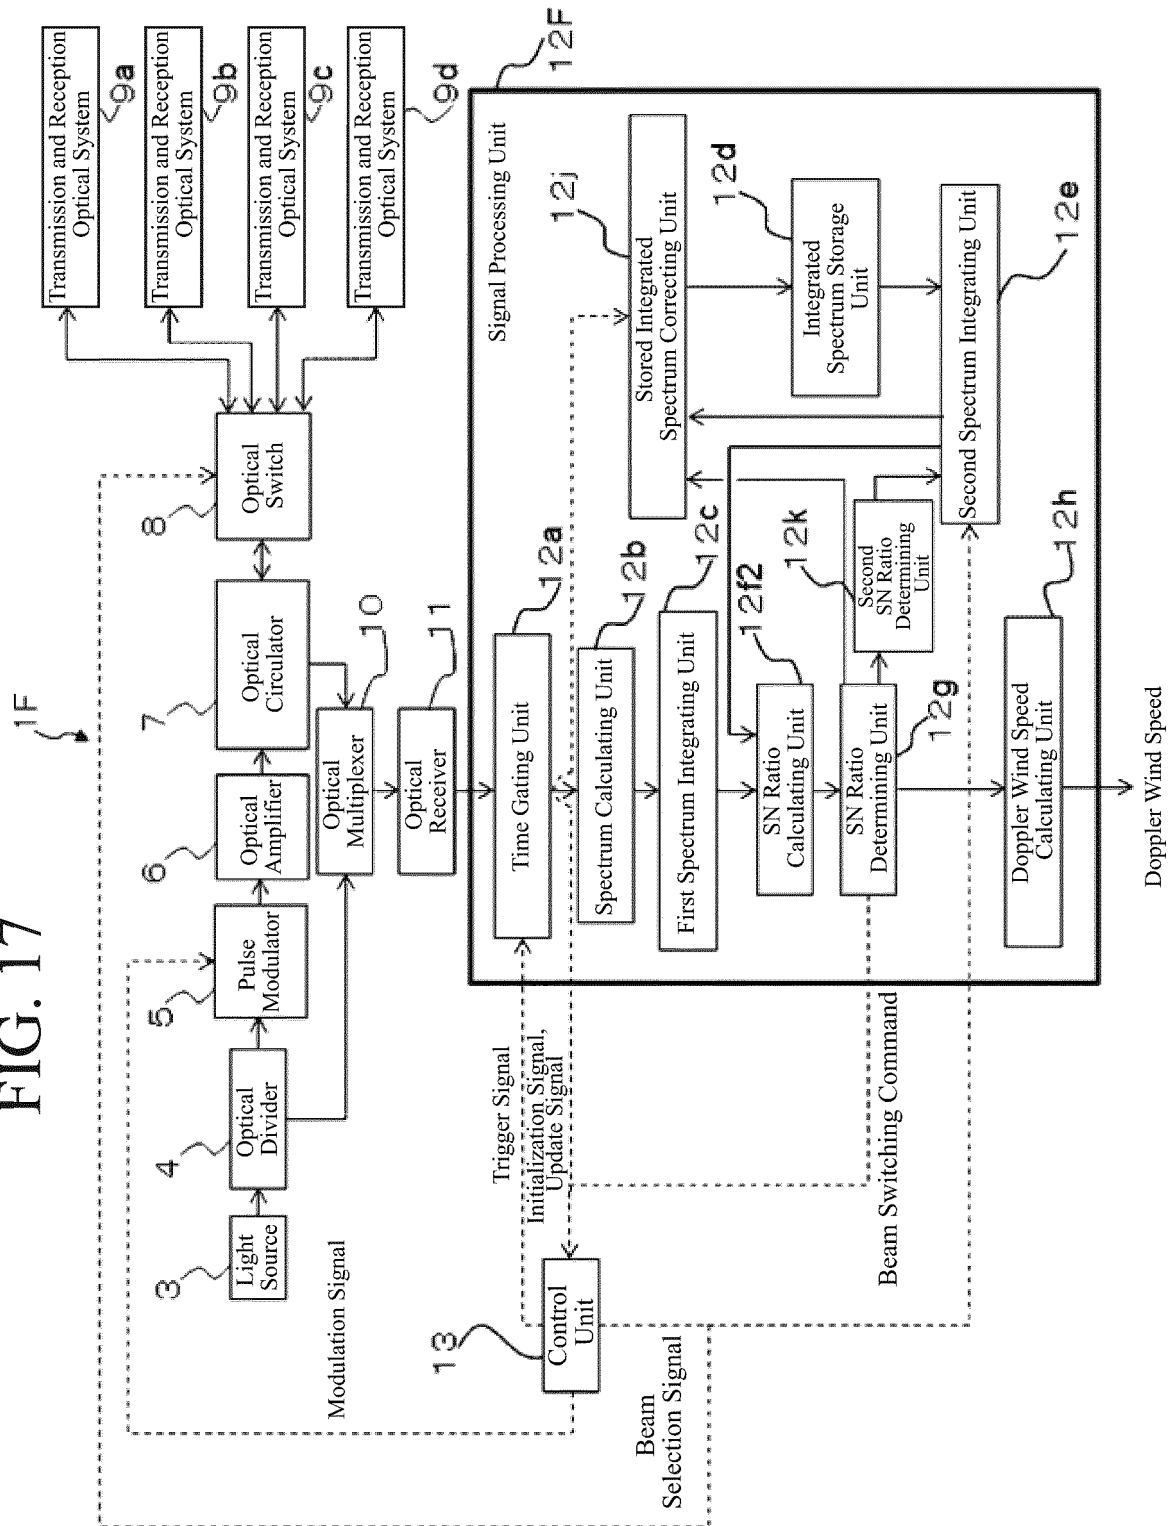 FIG. 17
1F
3
Light
Source
4
Optical
Divider
5
Pulse
Modulator
6
Optical
Amplifier
7
Optical
Circulator
8
Optical
Switch
Transmission and Reception
Optical System
9a
Transmission and Reception
Optical System
9b
Transmission and Reception
Optical System
9c
Transmission and Reception
Optical System
9d
Optical
Multiplexer
10
Optical
Receiver
11
Modulation Signal
13
Control
Unit
Beam
Selection Signal
Trigger Signal
Initialization Signal,
Update Signal
Beam Switching Command
Signal Processing Unit
12F
Time Gating Unit
12a
Spectrum Calculating Unit
12b
First Spectrum Integrating Unit
12c
SN Ratio
Calculating Unit
12f2
SN Ratio
Determining Unit
12g
Second
SN Ratio
Determining
Unit
12k
Stored Integrated
Spectrum Correcting Unit
12j
Integrated
Spectrum Storage
Unit
12d
Second Spectrum Integrating Unit
12e
Doppler Wind Speed
Calculating Unit
12h
Doppler Wind Speed